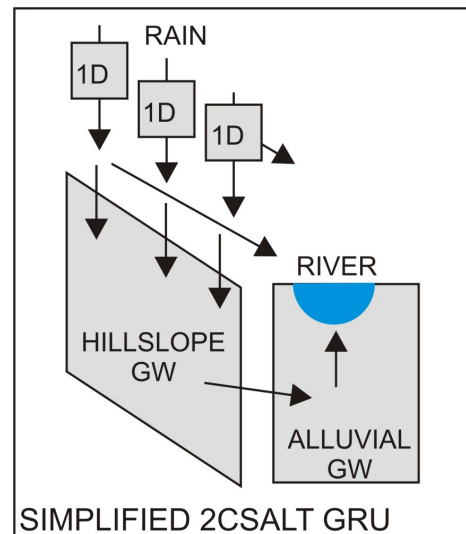 RAIN
1D
1D
1D
RIVER
HILLSLOPE
GW
ALLUVIAL
GW
SIMPLIFIED 2CSALT GRU